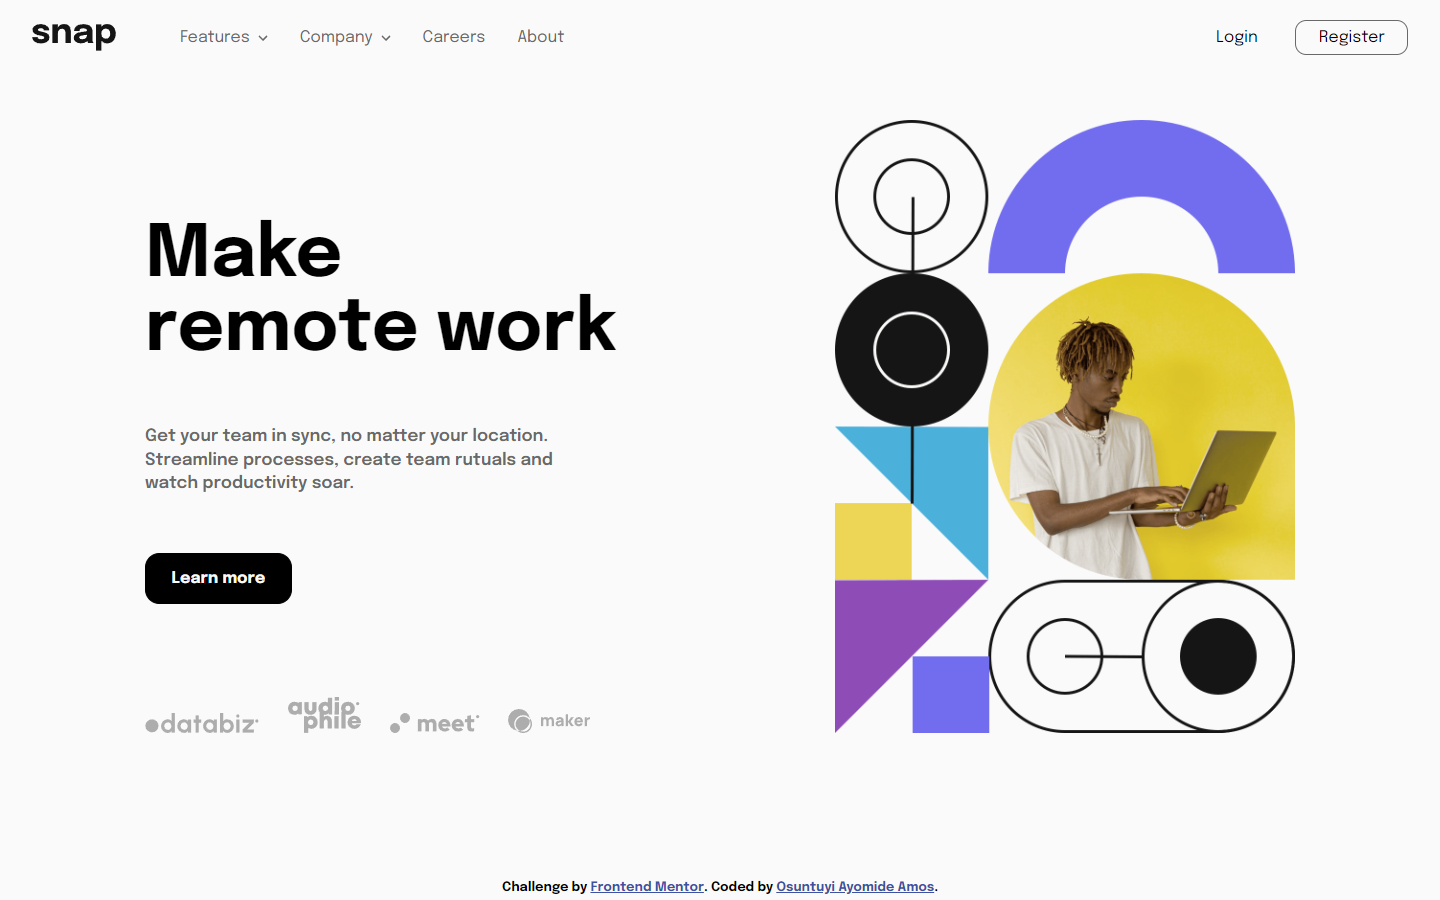 snap
Features
Company
Careers
About
Login
Register
Make
remote work
Get your team in sync, no matter your location.
Streamline processes, create team rutuals and
watch productivity soar.
Learn more
databiz
audiophile
meet
maker
Challenge by Frontend Mentor. Coded by Osuntuyi Ayomide Amos.